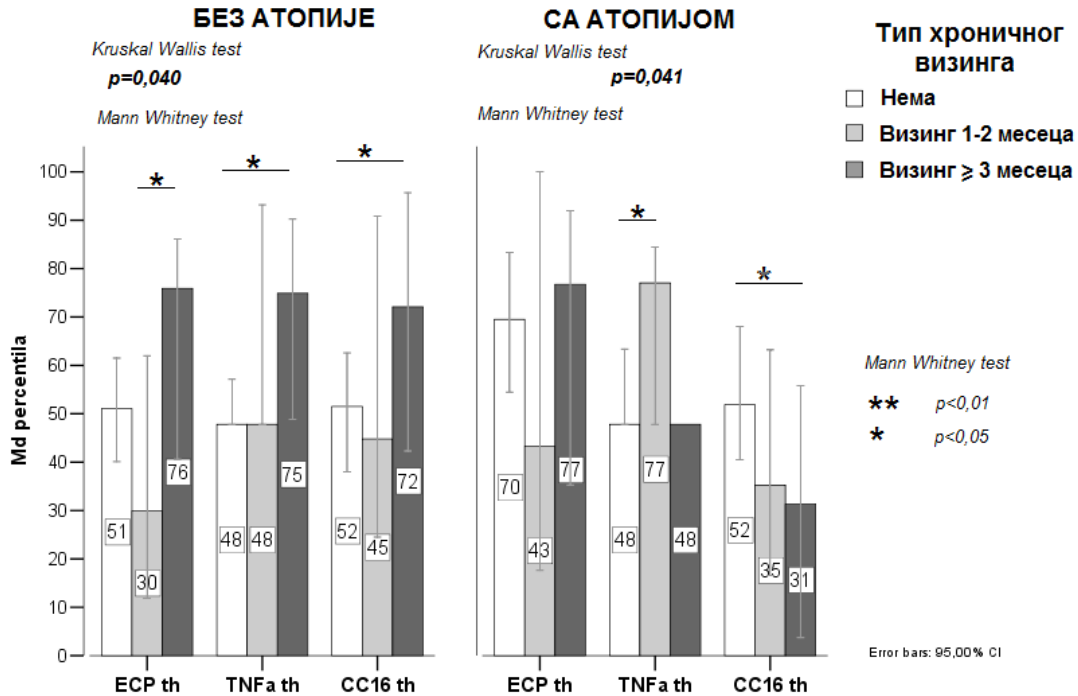 БЕЗ АТОПИЈЕ
Kruskal Wallis test
p=0,040
Mann Whitney test
СА АТОПИЈОМ
Kruskal Wallis test
p=0,041
Mann Whitney test
Тип хроничног
визинга
Нема
Визинг 1-2 месеца
Визинг ⩾ 3 месеца
Md percentila
100
90
80
70
60
50
40
30
20
10
0
* * *
* *
51 30 76 48 48 75 52 45 72
70 43 77 48 77 48 52 35 31
ECP th TNFa th CC16 th
ECP th TNFa th CC16 th
Mann Whitney test
** p<0,01
* p<0,05
Error bars: 95,00% CI